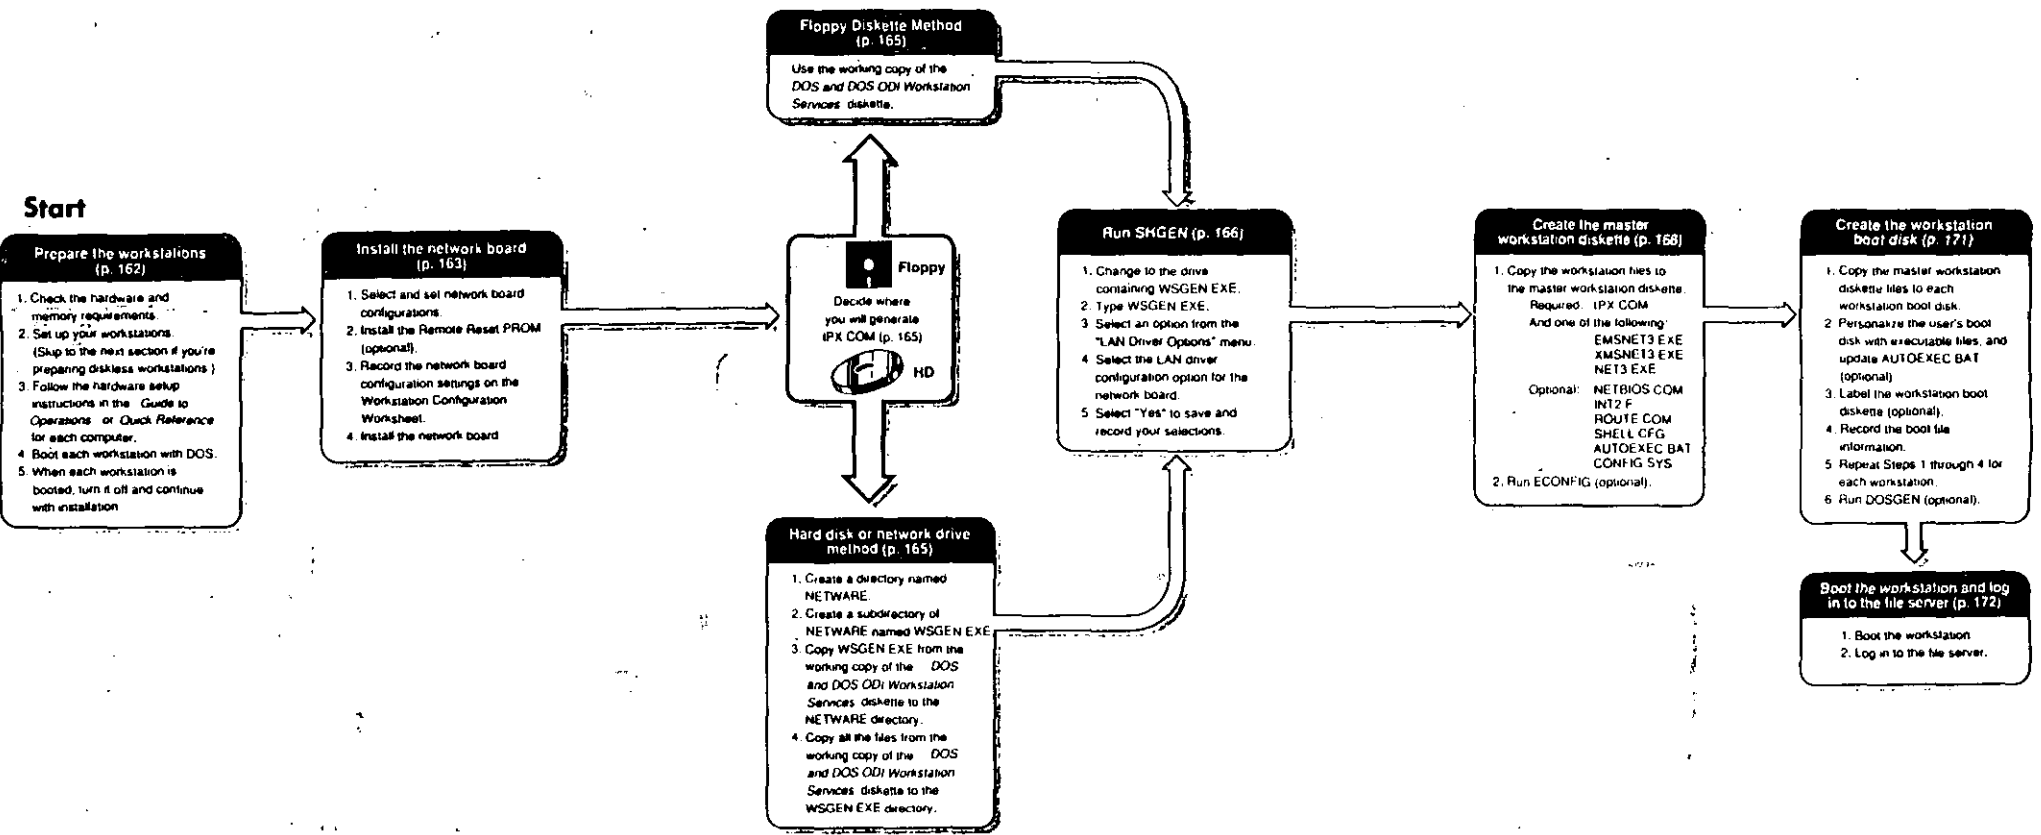 Start
Prepare the workstations
(p. 162)
1. Check the hardware and
memory requirements.
2. Set up your workstations.
(Skip to the next section if you're
preparing diskless workstations )
3. Follow the hardware setup
instructions in the Guide to
Operations or Quick Reference
for each computer.
4 Boot each workstation with DOS.
5. When each workstation is
booted, turn it off and continue
with installation
Install the network board
(p. 163)
1. Select and set network board
configurations.
2. Install the Remote Reset PROM
(optional).
3. Record the network board
configuration settings on the
Workstation Configuration
Worksheet.
4. Install the network board
Floppy Diskette Method
(p. 165)
Use the working copy of the
DOS and DOS ODI Workstation
Services diskette.
Floppy
Decide where
you will generate
IPX COM (p. 165)
HD
Hard disk or network drive
method (p. 165)
1. Create a directory named
NETWARE.
2. Create a subdirectory of
NETWARE named WSGEN EXE
3. Copy WSGEN EXE from the
working copy of the DOS
and DOS ODI Workstation
Services diskette to the
NETWARE directory.
4. Copy all the files from the
working copy of the DOS
and DOS ODI Workstation
Services diskette to the
WSGEN EXE directory.
Run SHGEN (p. 166)
1. Change to the drive
containing WSGEN EXE.
2. Type WSGEN EXE.
3 Select an option from the
"LAN Driver Options" menu
4 Select the LAN driver
configuration option for the
network board.
5 Select "Yes" to save and
record your selections.
Create the master
workstation diskette (p. 168)
1. Copy the workstation files to
the master workstation diskette.
Required: IPX COM
And one of the following:
EMSNET3 EXE
XMSNET3 EXE
NET3 EXE
Optional: NETBIOS COM
INT2 F
ROUTE COM
SHELL CFG
AUTOEXEC BAT
CONFIG SYS
2. Run ECONFIG (optional).
Create the workstation
boot disk (p. 171)
1. Copy the master workstation
diskette files to each
workstation boot disk.
2 Personalize the user's boot
disk with executable files, and
update AUTOEXEC BAT
(optional)
3. Label the workstation boot
diskette (optional).
4. Record the boot file
information.
5 Repeat Steps 1 through 4 for
each workstation.
6 Run DOSGEN (optional).
Boot the workstation and log
in to the file server (p. 172)
1. Boot the workstation
2. Log in to the file server.